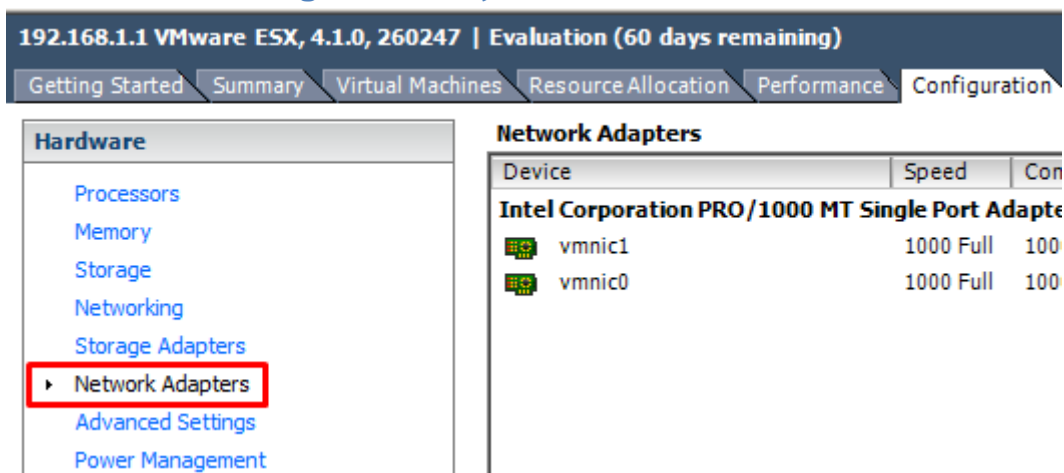 192.168.1.1 VMware ESX, 4.1.0, 260247 | Evaluation (60 days remaining)
Getting Started Summary Virtual Machines Resource Allocation Performance Configuration
Hardware
Processors
Memory
Storage
Networking
Storage Adapters
Network Adapters
Advanced Settings
Power Management
Network Adapters
Device Speed
Intel Corporation PRO/1000 MT Single Port
vmnic1 1000 Full
vmnic0 1000 Full